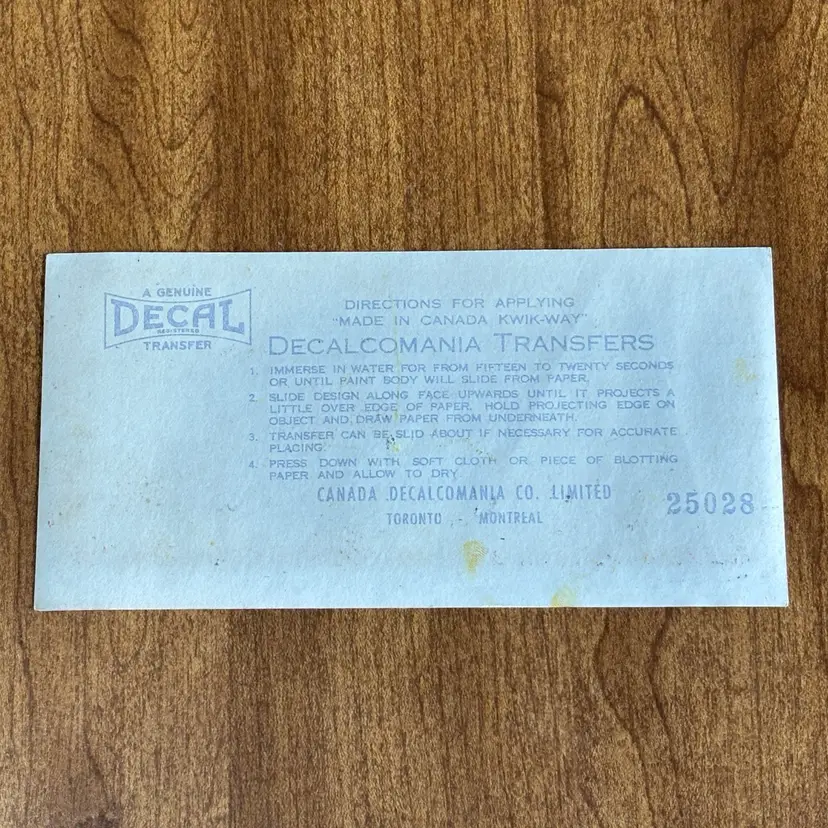 A GENUINE
DECAL
REGISTERED
TRANSFER
DIRECTIONS FOR APPLYING
"MADE IN CANADA KWIK-WAY"
DECALCOMANIA TRANSFERS
1. IMMERSE IN WATER FOR FROM FIFTEEN TO TWENTY SECONDS
OR UNTIL PAINT BODY WILL SLIDE FROM PAPER.
2. SLIDE DESIGN ALONG FACE UPWARDS UNTIL IT PROJECTS A
LITTLE OVER EDGE OF PAPER. HOLD PROJECTING EDGE ON
OBJECT AND DRAW PAPER FROM UNDERNEATH.
3. TRANSFER CAN BE SLID ABOUT IF NECESSARY FOR ACCURATE
PLACING.
4. PRESS DOWN WITH SOFT CLOTH OR PIECE OF BLOTTING
PAPER AND ALLOW TO DRY
CANADA DECALCOMANIA CO. LIMITED
TORONTO - MONTREAL
25028